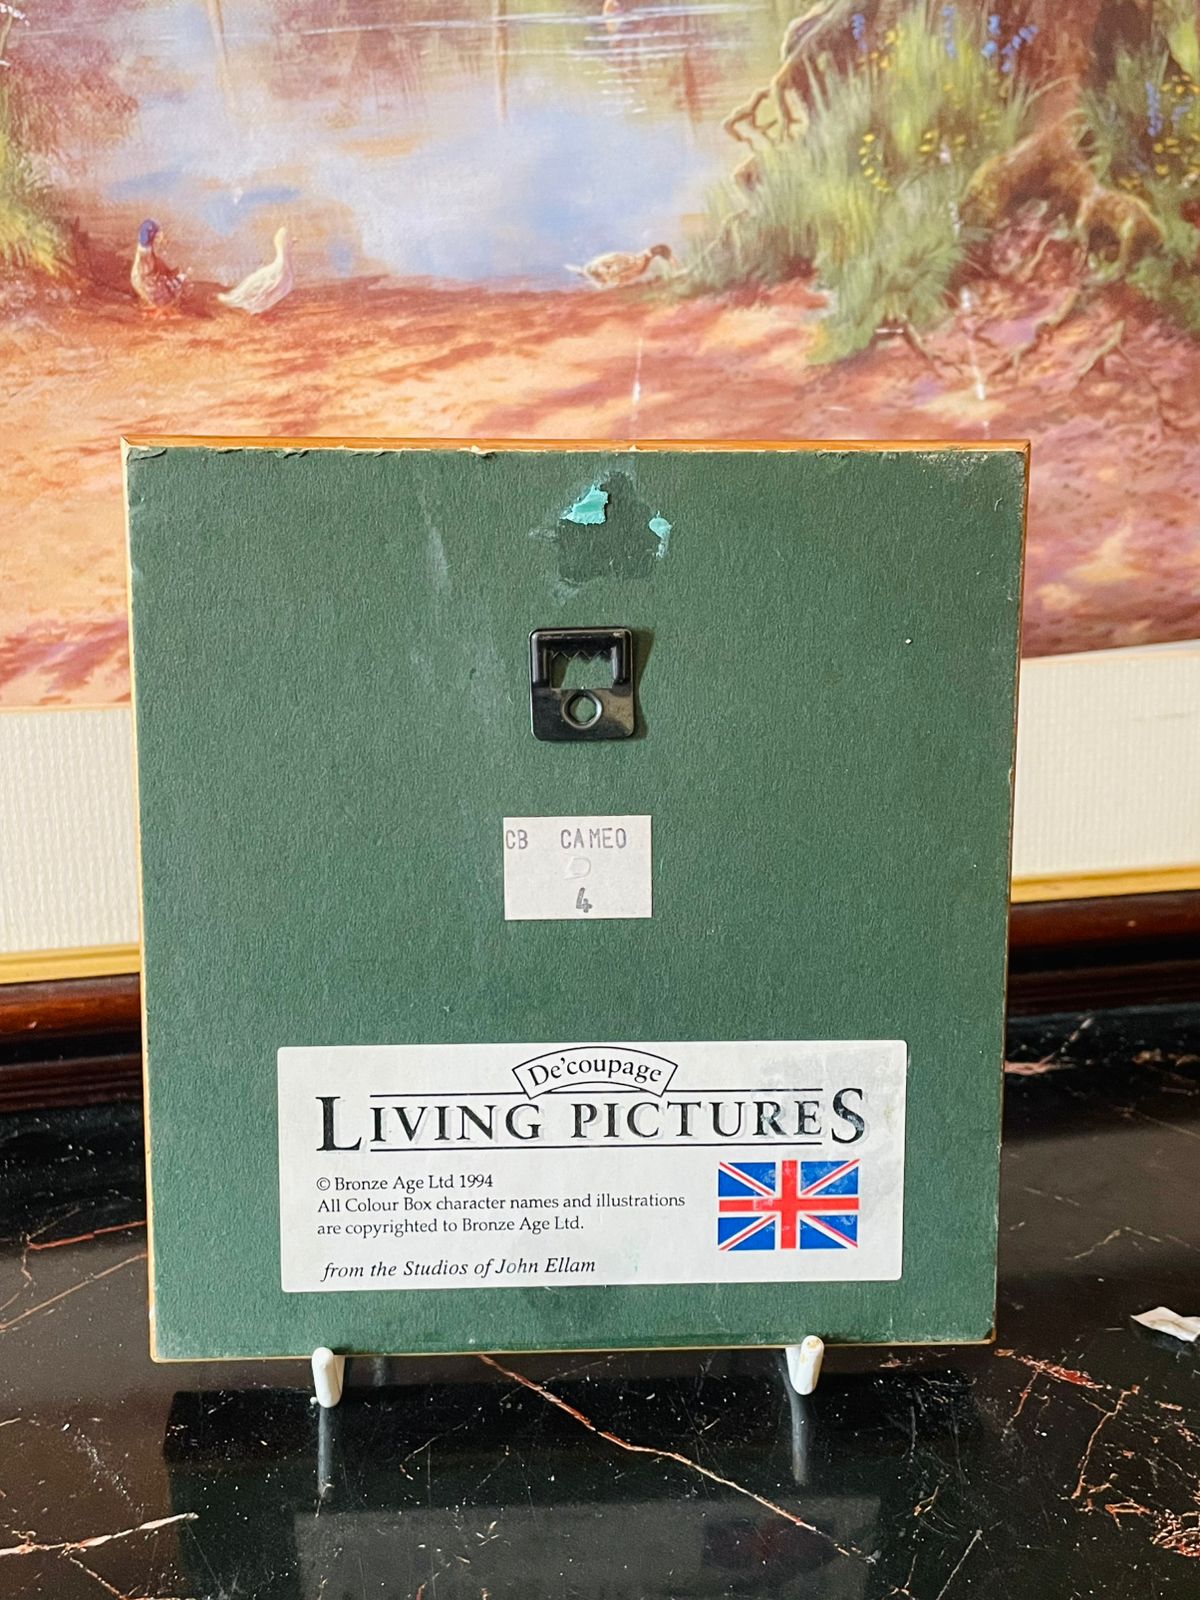 CB CAMEO
D
4
De'coupage
LIVING PICTURES
© Bronze Age Ltd 1994
All Colour Box character names and illustrations
are copyrighted to Bronze Age Ltd.
from the Studios of John Ellam